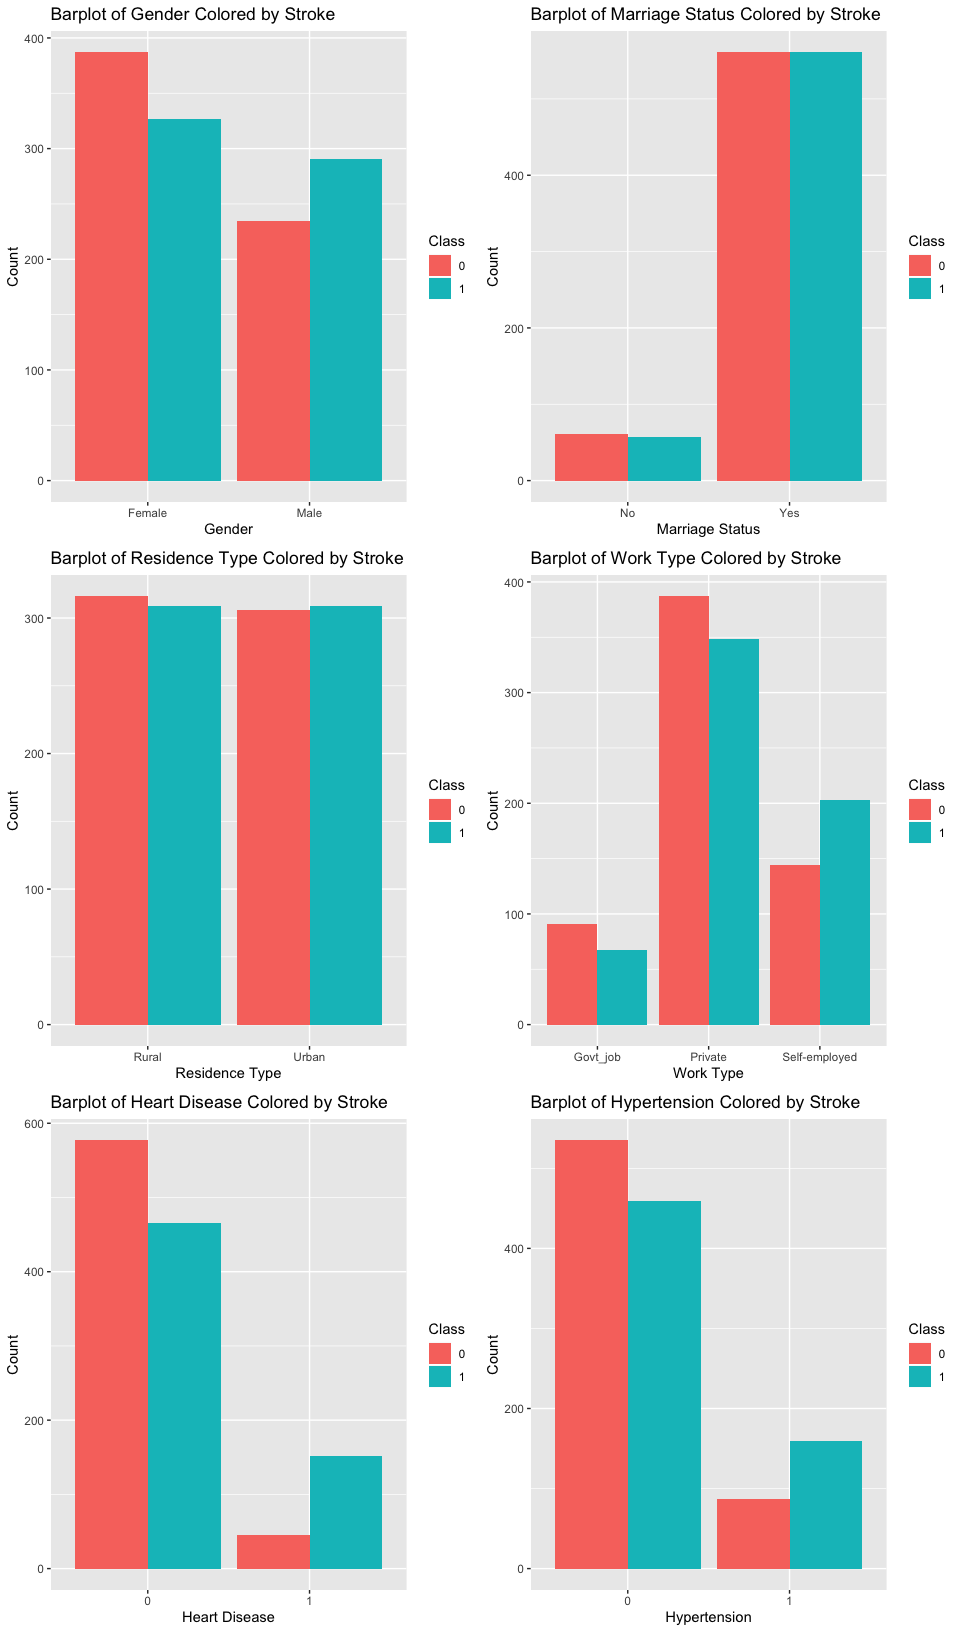 Barplot of Gender Colored by Stroke
400
300
200
100
0
Count
Female Male
Gender
Class
0
1
Barplot of Marriage Status Colored by Stroke
400
200
0
Count
No Yes
Marriage Status
Class
0
1
Barplot of Residence Type Colored by Stroke
300
200
100
0
Count
Rural Urban
Residence Type
Class
0
1
Barplot of Work Type Colored by Stroke
400
300
200
100
0
Count
Govt_job Private Self-employed
Work Type
Class
0
1
Barplot of Heart Disease Colored by Stroke
600
400
200
0
Count
0 1
Heart Disease
Class
0
1
Barplot of Hypertension Colored by Stroke
400
200
0
Count
0 1
Hypertension
Class
0
1